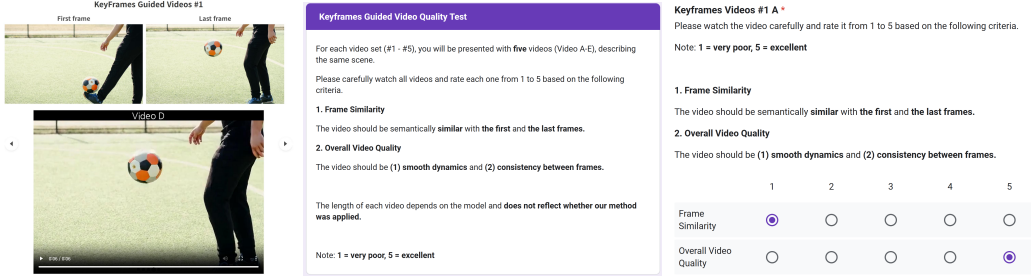 KeyFrames Guided Videos #1
First frame
Last frame
Video D
0:06 / 0:06
Keyframes Guided Video Quality Test
For each video set (#1 - #5), you will be presented with five videos (Video A-E), describing
the same scene.
Please carefully watch all videos and rate each one from 1 to 5 based on the following
criteria.
1. Frame Similarity
The video should be semantically similar with the first and the last frames.
2. Overall Video Quality
The video should be (1) smooth dynamics and (2) consistency between frames.
The length of each video depends on the model and does not reflect whether our method
was applied.
Note: 1 = very poor, 5 = excellent
Keyframes Videos #1 A *
Please watch the video carefully and rate it from 1 to 5 based on the following criteria.
Note: 1 = very poor, 5 = excellent
1. Frame Similarity
The video should be semantically similar with the first and the last frames.
2. Overall Video Quality
The video should be (1) smooth dynamics and (2) consistency between frames.
1 2 3 4 5
Frame
Similarity
Overall Video
Quality